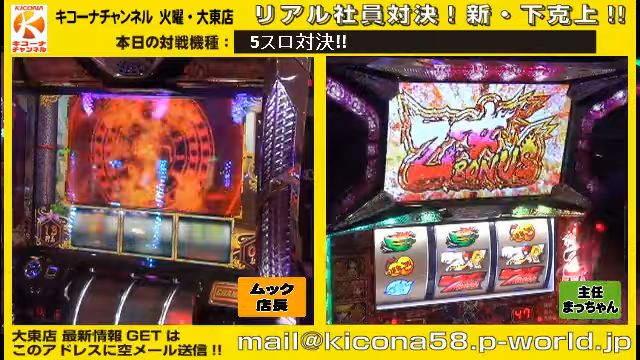 KICONA
キコーナ
チャンネル
キコーナチャンネル 火曜・大東店
リアル社員対決!新・下克上!!
本日の対戦機種: 5スロ対決!!
BONUS
ムック
店長
主任
まっちゃん
47
大東店 最新情報 GET は
このアドレスに空メール送信!!
mail@kicona58.p-world.jp